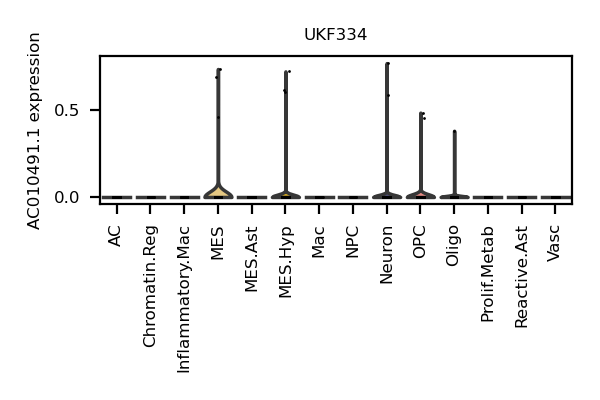 UKF334
AC010491.1 expression
0.5
0.0
AC
Chromatin.Reg
Inflammatory.Mac
MES
MES.Ast
MES.Hyp
Mac
NPC
Neuron
OPC
Oligo
Prolif.Metab
Reactive.Ast
Vasc